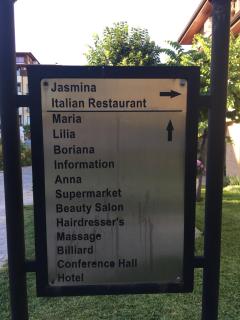 Jasmina
Italian Restaurant
Maria
Lilia
Boriana
Information
Anna
Supermarket
Beauty Salon
Hairdresser's
Massage
Billiard
Conference Hall
Hotel